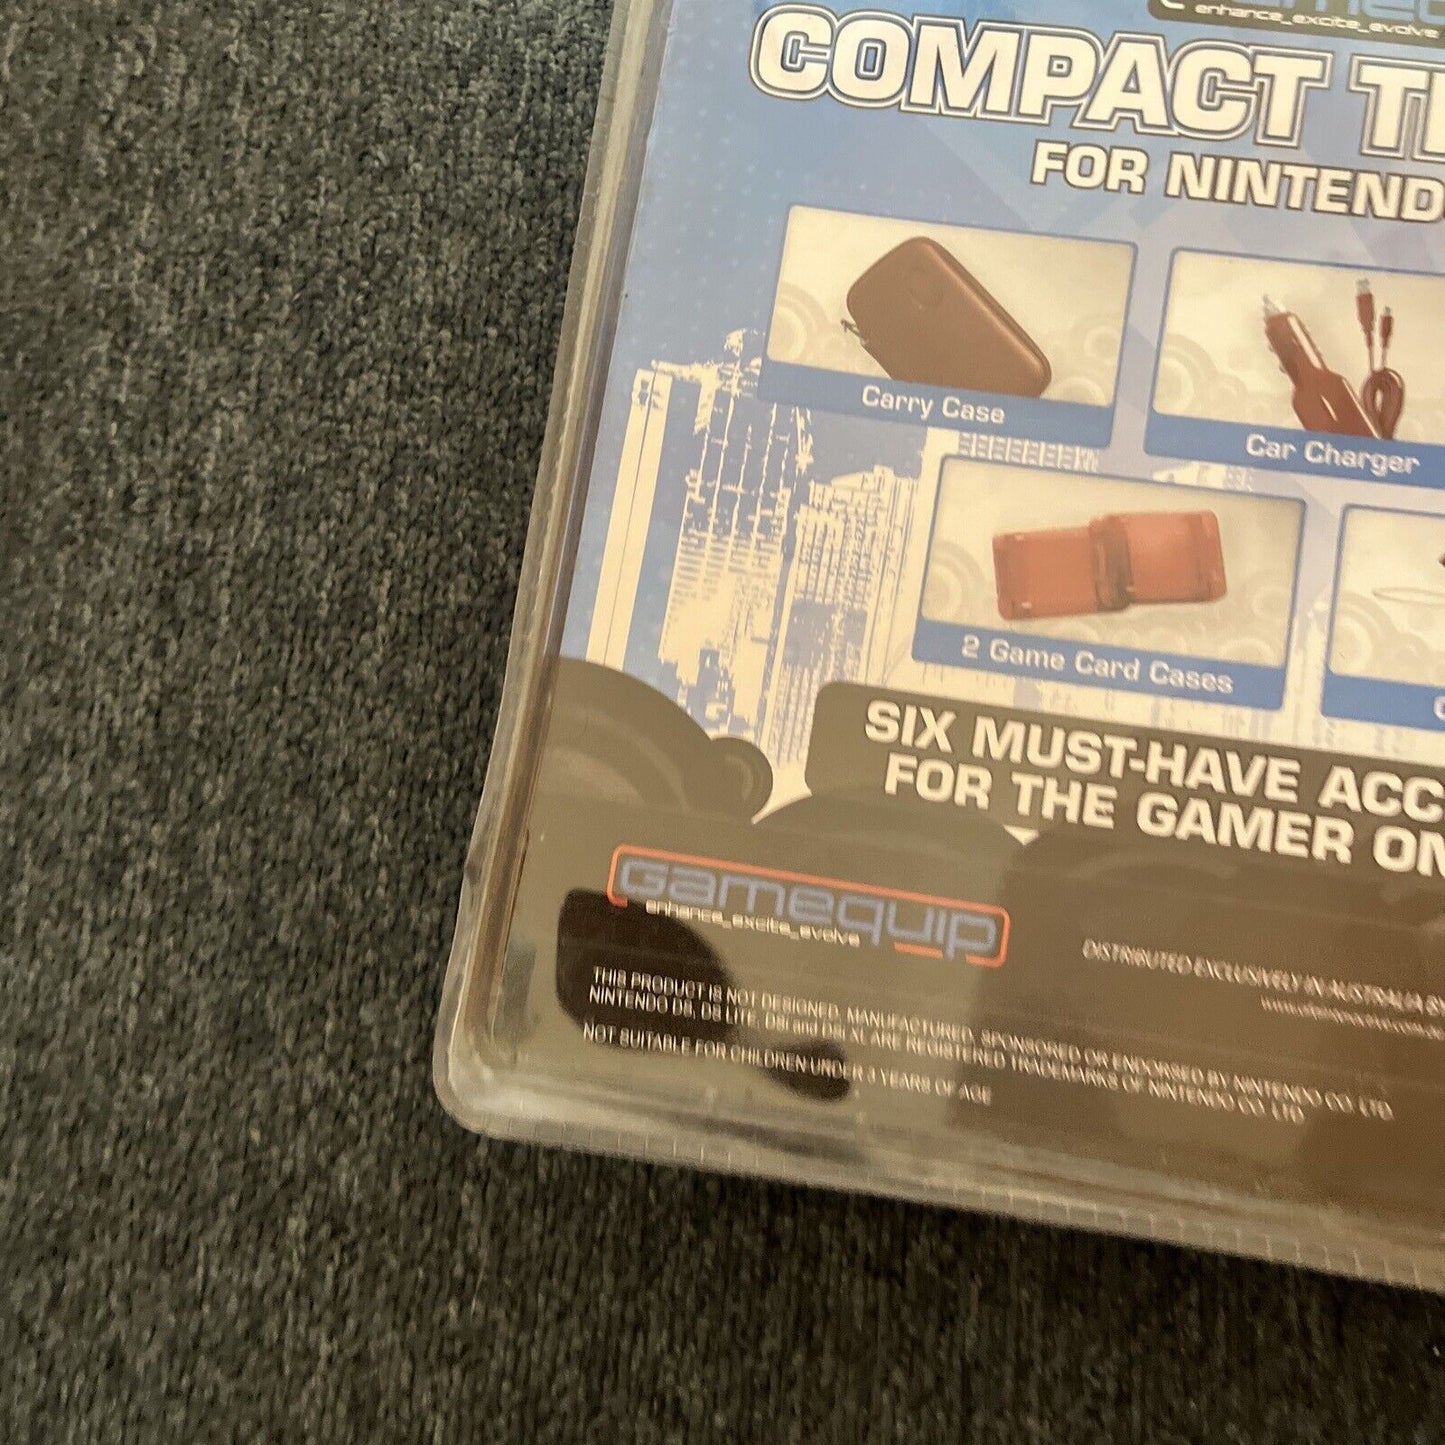 enhance_excite_evolve
COMPACT
FOR NINTEND
Carry Case
Car Charger
2 Game Card Cases
SIX MUST-HAVE ACC
FOR THE GAMER ON
Gamequip
enhance_excite_evolve
DISTRIBUTED EXCLUSIVELY IN AUSTRALIA BY
THIS PRODUCT IS NOT DESIGNED, MANUFACTURED, SPONSORED OR ENDORSED BY NINTENDO CO. LTD
NINTENDO DS, DS LITE, DSi and DSi XL ARE REGISTERED TRADEMARKS OF NINTENDO CO. LTD
NOT SUITABLE FOR CHILDREN UNDER 3 YEARS OF AGE